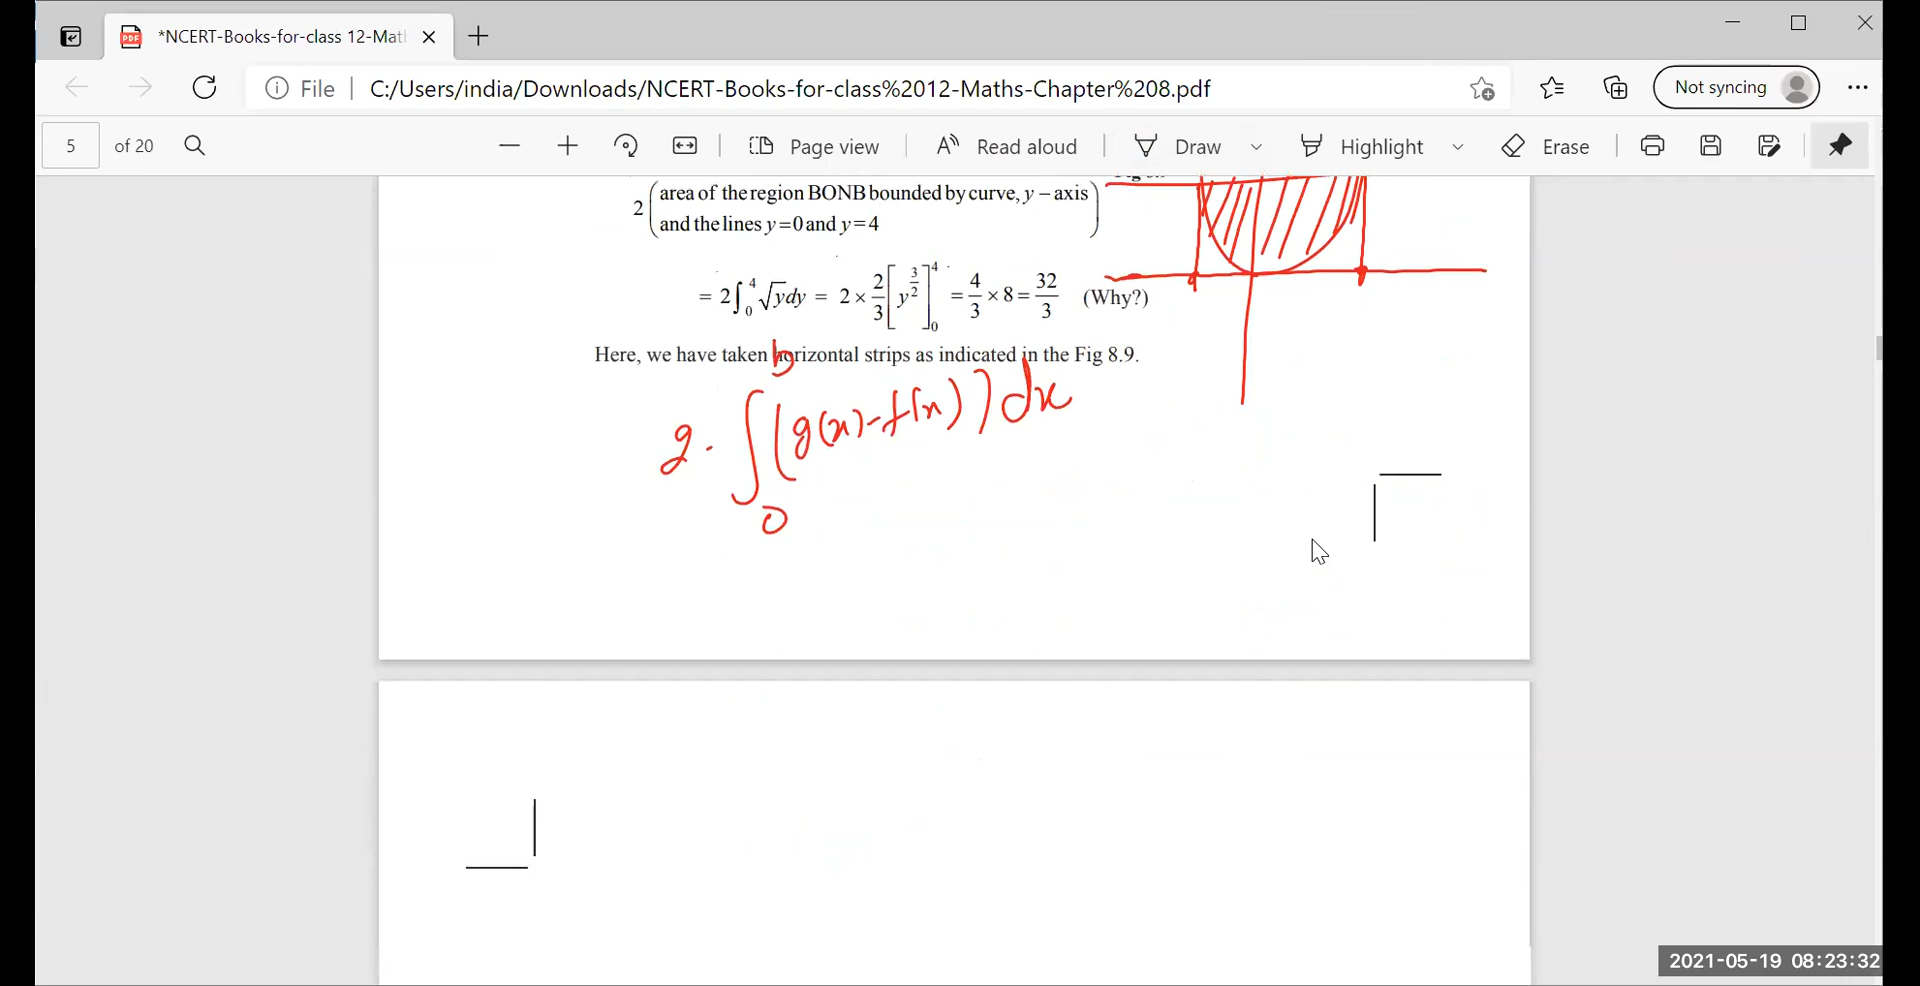 *NCERT-Books-for-class 12-Mat
File | C:/Users/india/Downloads/NCERT-Books-for-class%2012-Maths-Chapter%208.pdf
Not syncing
5 of 20
Page view
Read aloud
Draw
Highlight
Erase
2 (area of the region BONB bounded by curve, y – axis
and the lines y=0 and y=4)
= 2∫₀⁴ √y dy = 2 × 2/3 [y^(3/2)]₀⁴ = 4/3 × 8 = 32/3 (Why?)
Here, we have taken horizontal strips as indicated in the Fig 8.9.
2 · ∫₀ᵇ (g(x) - f(x)) dx
2021-05-19 08:23:32